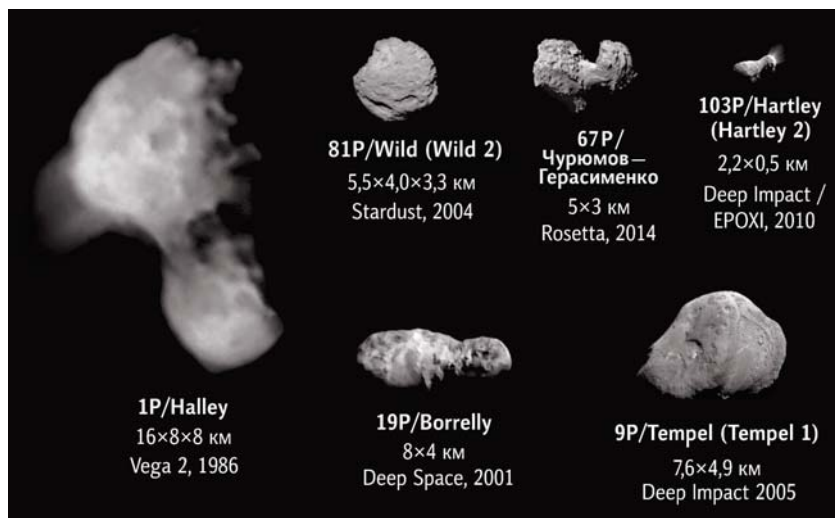 81P/Wild (Wild 2)
5,5×4,0×3,3 км
Stardust, 2004
67P/
Чурюмов—
Герасименко
5×3 км
Rosetta, 2014
103P/Hartley
(Hartley 2)
2,2×0,5 км
Deep Impact /
EPOXI, 2010
1P/Halley
16×8×8 км
Vega 2, 1986
19P/Borrelly
8×4 км
Deep Space, 2001
9P/Tempel (Tempel 1)
7,6×4,9 км
Deep Impact 2005